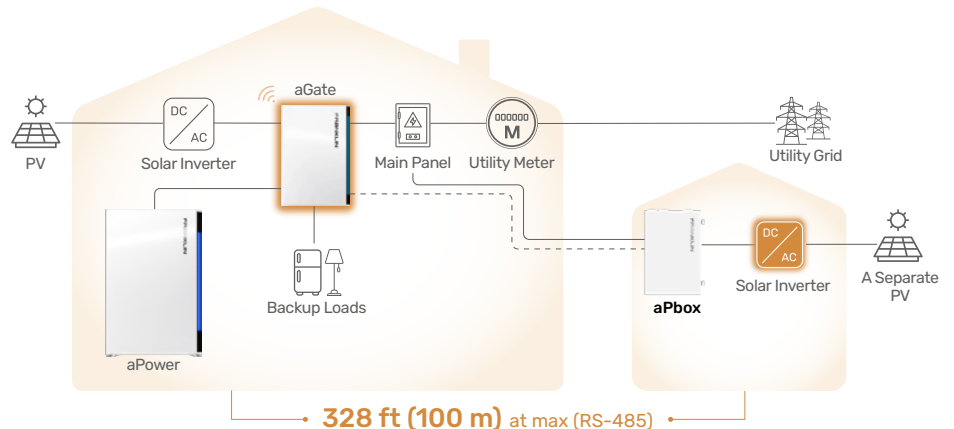 aGate
DC
AC
000000
M
PV
Solar Inverter
Main Panel
Utility Meter
Utility Grid
DC
AC
Backup Loads
aPbox
Solar Inverter
A Separate
PV
aPower
328 ft (100 m) at max (RS-485)